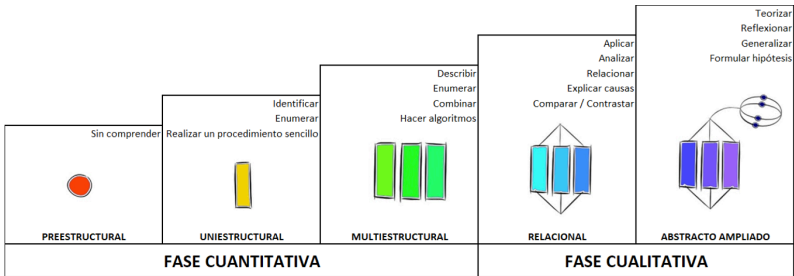 Sin comprender
PREESTRUCTURAL
Identificar
Enumerar
Realizar un procedimiento sencillo
UNIESTRUCTURAL
Describir
Enumerar
Combinar
Hacer algoritmos
MULTIESTRUCTURAL
Aplicar
Analizar
Relacionar
Explicar causas
Comparar / Contrastar
RELACIONAL
Teorizar
Reflexionar
Generalizar
Formular hipótesis
ABSTRACTO AMPLIADO
FASE CUANTITATIVA
FASE CUALITATIVA